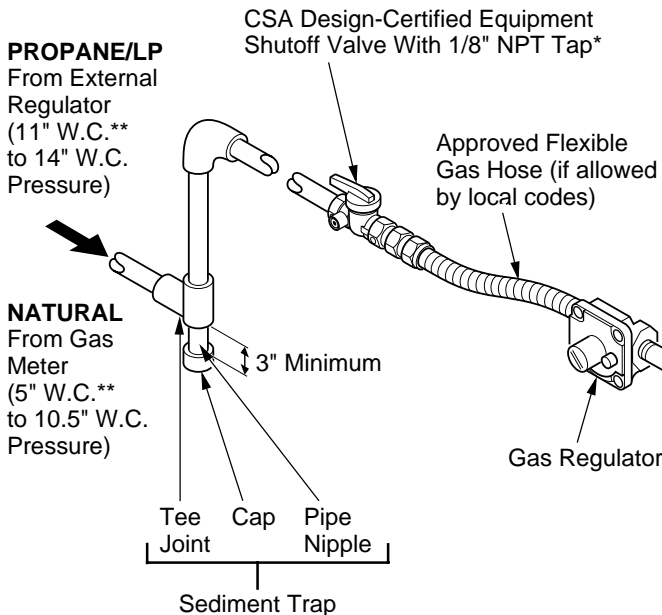 CSA Design-Certified Equipment
Shutoff Valve With 1/8" NPT Tap*
PROPANE/LP
From External
Regulator
(11" W.C.**
to 14" W.C.
Pressure)
Approved Flexible
Gas Hose (if allowed
by local codes)
NATURAL
From Gas
Meter
(5" W.C.**
to 10.5" W.C.
Pressure)
3" Minimum
Gas Regulator
Tee
Joint
Cap
Pipe
Nipple
Sediment Trap